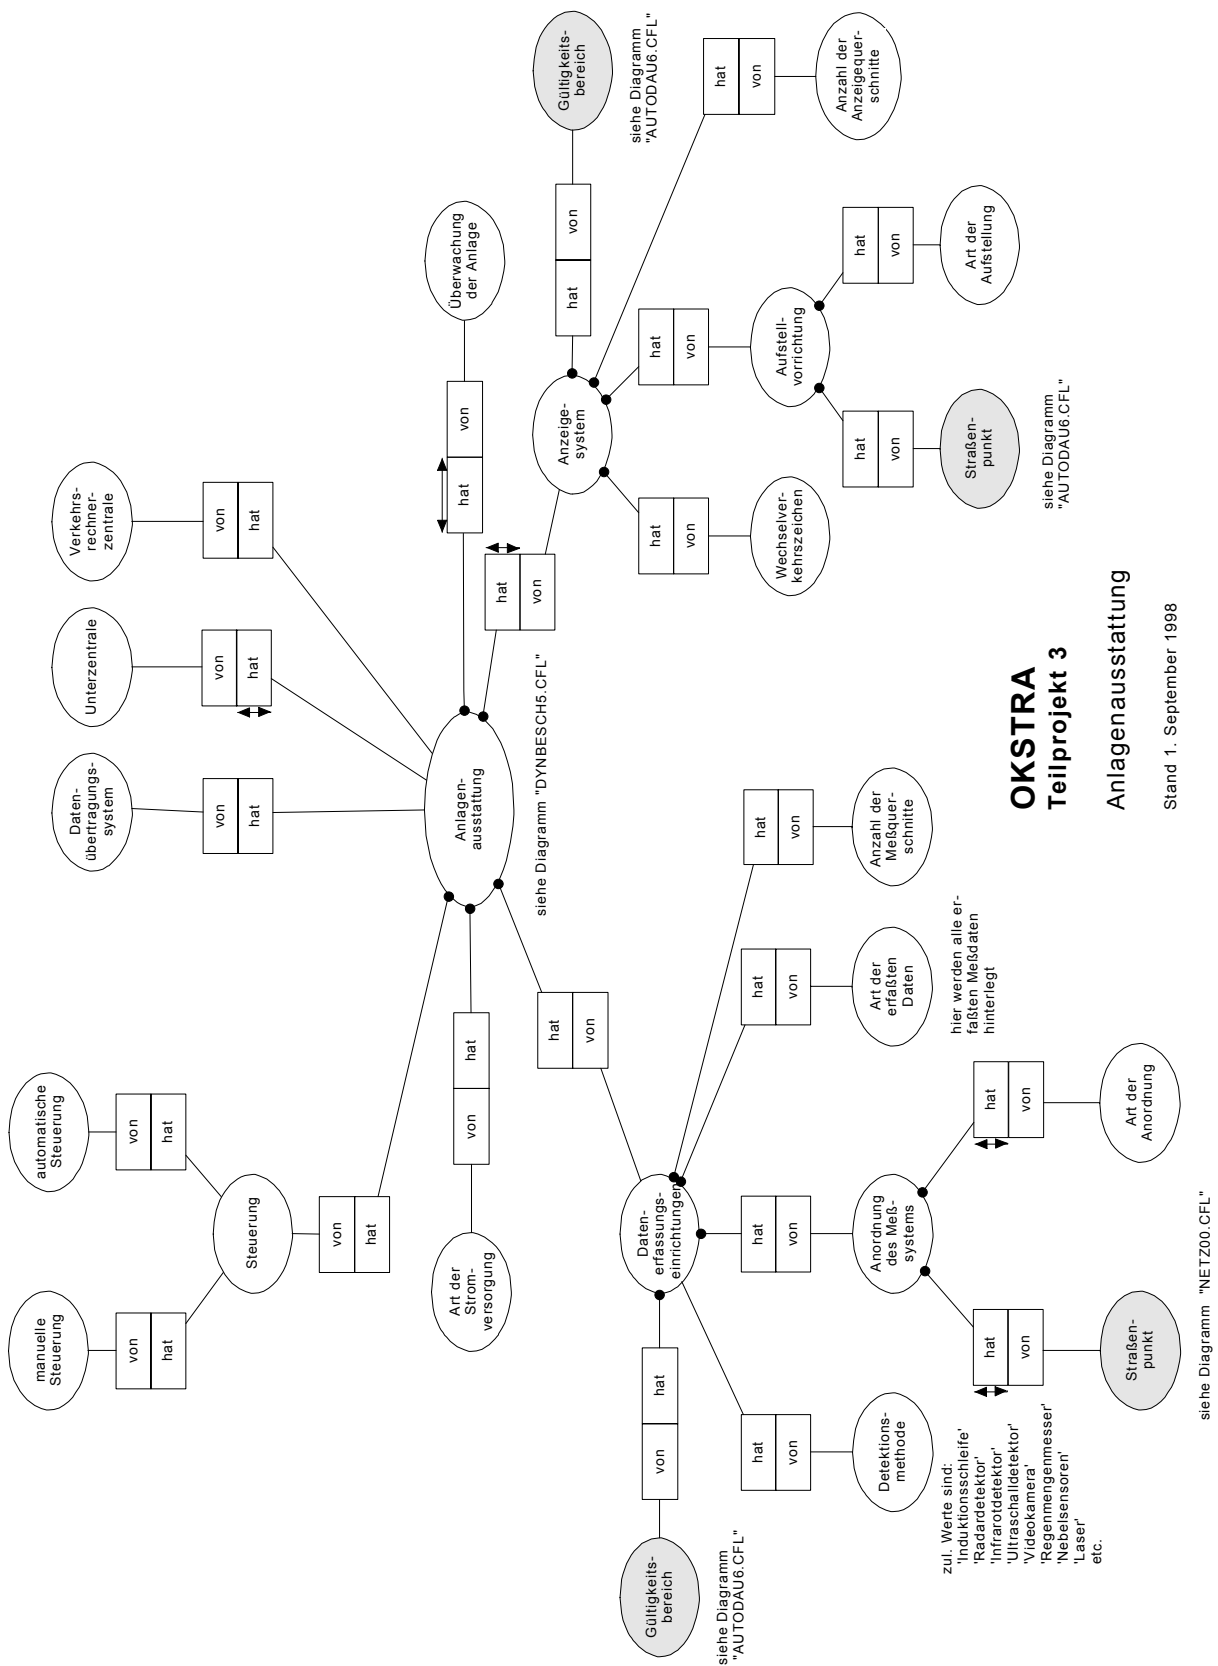 manuelle
Steuerung
von
hat
automatische
Steuerung
von
hat
Steuerung
von
hat
Daten-
übertragungs-
system
von
hat
Unterzentrale
von
hat
Verkehrs-
rechner-
zentrale
von
hat
Art der
Strom-
versorgung
von
hat
Anlagen-
ausstattung
siehe Diagramm "DYNBESCH5.CFL"
hat
von
Überwachung
der Anlage
hat
von
Anzeige-
system
hat
von
Gültigkeits-
bereich
siehe Diagramm
"AUTODAU6.CFL"
hat
von
Anzahl der
Anzeigequer-
schnitte
hat
von
Wechselver-
kehrszeichen
hat
von
Aufstell-
vorrichtung
hat
von
Straßen-
punkt
siehe Diagramm
"AUTODAU6.CFL"
hat
von
Art der
Aufstellung
hat
von
Daten-
erfassungs-
einrichtungen
Gültigkeits-
bereich
von
hat
siehe Diagramm
"AUTODAU6.CFL"
hat
von
Detektions-
methode
zul. Werte sind:
'Induktionsschleife'
'Radardetektor'
'Infrarotdetektor'
'Ultraschalldetektor'
'Videokamera'
'Regenmengenmesser'
'Nebelsensoren'
'Laser'
etc.
hat
von
Anordnung
des Meß-
systems
hat
von
Straßen-
punkt
siehe Diagramm "NETZ00.CFL"
hat
von
Art der
Anordnung
hat
von
Art der
erfaßten
Daten
hier werden alle er-
faßten Meßdaten
hinterlegt
hat
von
Anzahl der
Meßquer-
schnitte
OKSTRA
Teilprojekt 3
Anlagenausstattung
Stand 1. September 1998